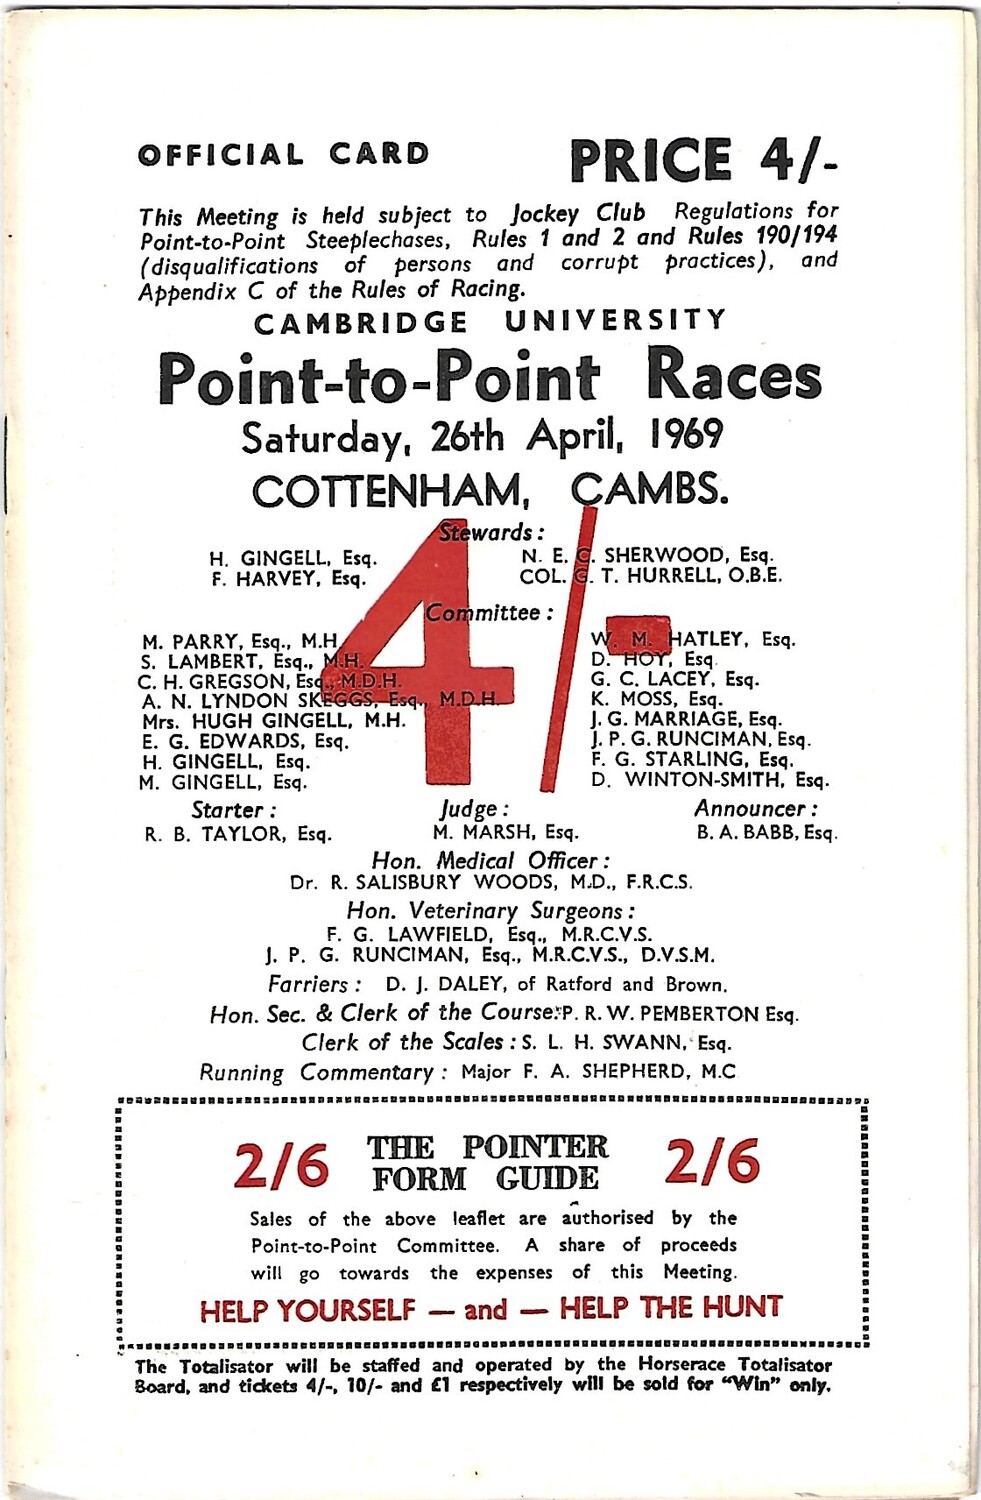 OFFICIAL CARD PRICE 4/-
This Meeting is held subject to Jockey Club Regulations for
Point-to-Point Steeplechases, Rules 1 and 2 and Rules 190/194
(disqualifications of persons and corrupt practices), and
Appendix C of the Rules of Racing.
CAMBRIDGE UNIVERSITY
Point-to-Point Races
Saturday, 26th April, 1969
COTTENHAM, CAMBS.
4/-
Stewards:
H. GINGELL, Esq. N. E. C. SHERWOOD, Esq.
F. HARVEY, Esq. COL. G. T. HURRELL, O.B.E.
Committee:
M. PARRY, Esq., M.H. W. M. HATLEY, Esq.
S. LAMBERT, Esq., M.H. D. HOY, Esq.
C. H. GREGSON, Esq., M.D.H. G. C. LACEY, Esq.
A. N. LYNDON SKEGGS, Esq., M.D.H. K. MOSS, Esq.
Mrs. HUGH GINGELL, M.H. J. G. MARRIAGE, Esq.
E. G. EDWARDS, Esq. J. P. G. RUNCIMAN, Esq.
H. GINGELL, Esq. F. G. STARLING, Esq.
M. GINGELL, Esq. D. WINTON-SMITH, Esq.
Starter: Judge: Announcer:
R. B. TAYLOR, Esq. M. MARSH, Esq. B. A. BABB, Esq.
Hon. Medical Officer:
Dr. R. SALISBURY WOODS, M.D., F.R.C.S.
Hon. Veterinary Surgeons:
F. G. LAWFIELD, Esq., M.R.C.V.S.
J. P. G. RUNCIMAN, Esq., M.R.C.V.S., D.V.S.M.
Farriers: D. J. DALEY, of Ratford and Brown.
Hon. Sec. & Clerk of the Course: P. R. W. PEMBERTON Esq.
Clerk of the Scales: S. L. H. SWANN, Esq.
Running Commentary: Major F. A. SHEPHERD, M.C
2/6 THE POINTER 2/6
FORM GUIDE
Sales of the above leaflet are authorised by the
Point-to-Point Committee. A share of proceeds
will go towards the expenses of this Meeting.
HELP YOURSELF — and — HELP THE HUNT
The Totalisator will be staffed and operated by the Horserace Totalisator
Board, and tickets 4/-, 10/- and £1 respectively will be sold for "Win" only.